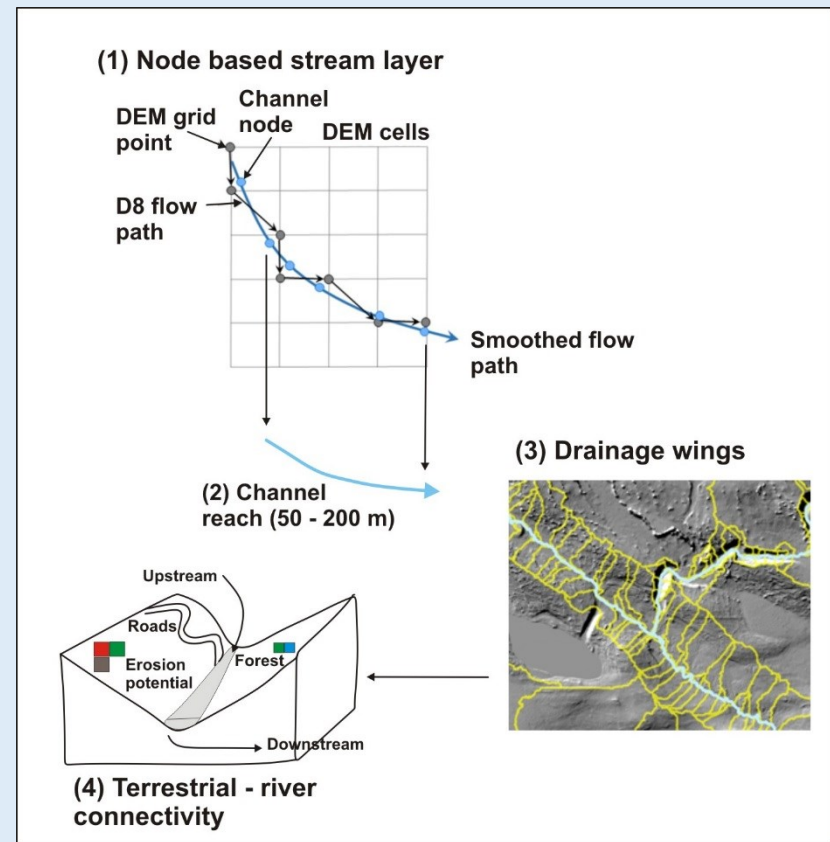 (1) Node based stream layer
DEM grid
point
Channel
node
DEM cells
D8 flow
path
Smoothed flow
path
(2) Channel
reach (50 - 200 m)
(3) Drainage wings
Upstream
Roads
Erosion
potential
Forest
Downstream
(4) Terrestrial - river
connectivity